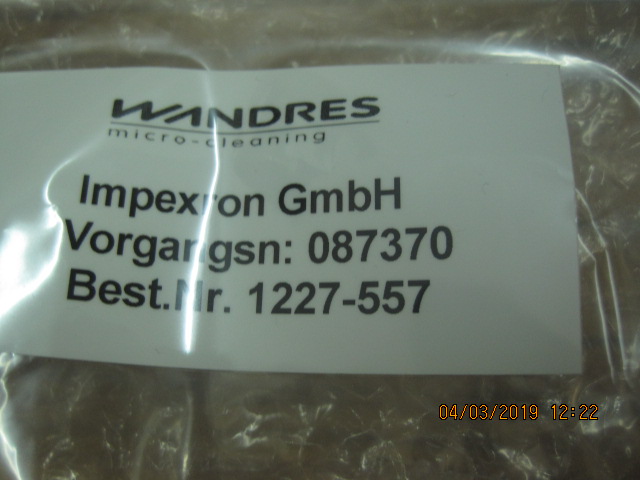 WANDRES
micro-cleaning
Impexron GmbH
Vorgangsn: 087370
Best.Nr. 1227-557
04/03/2019 12:22